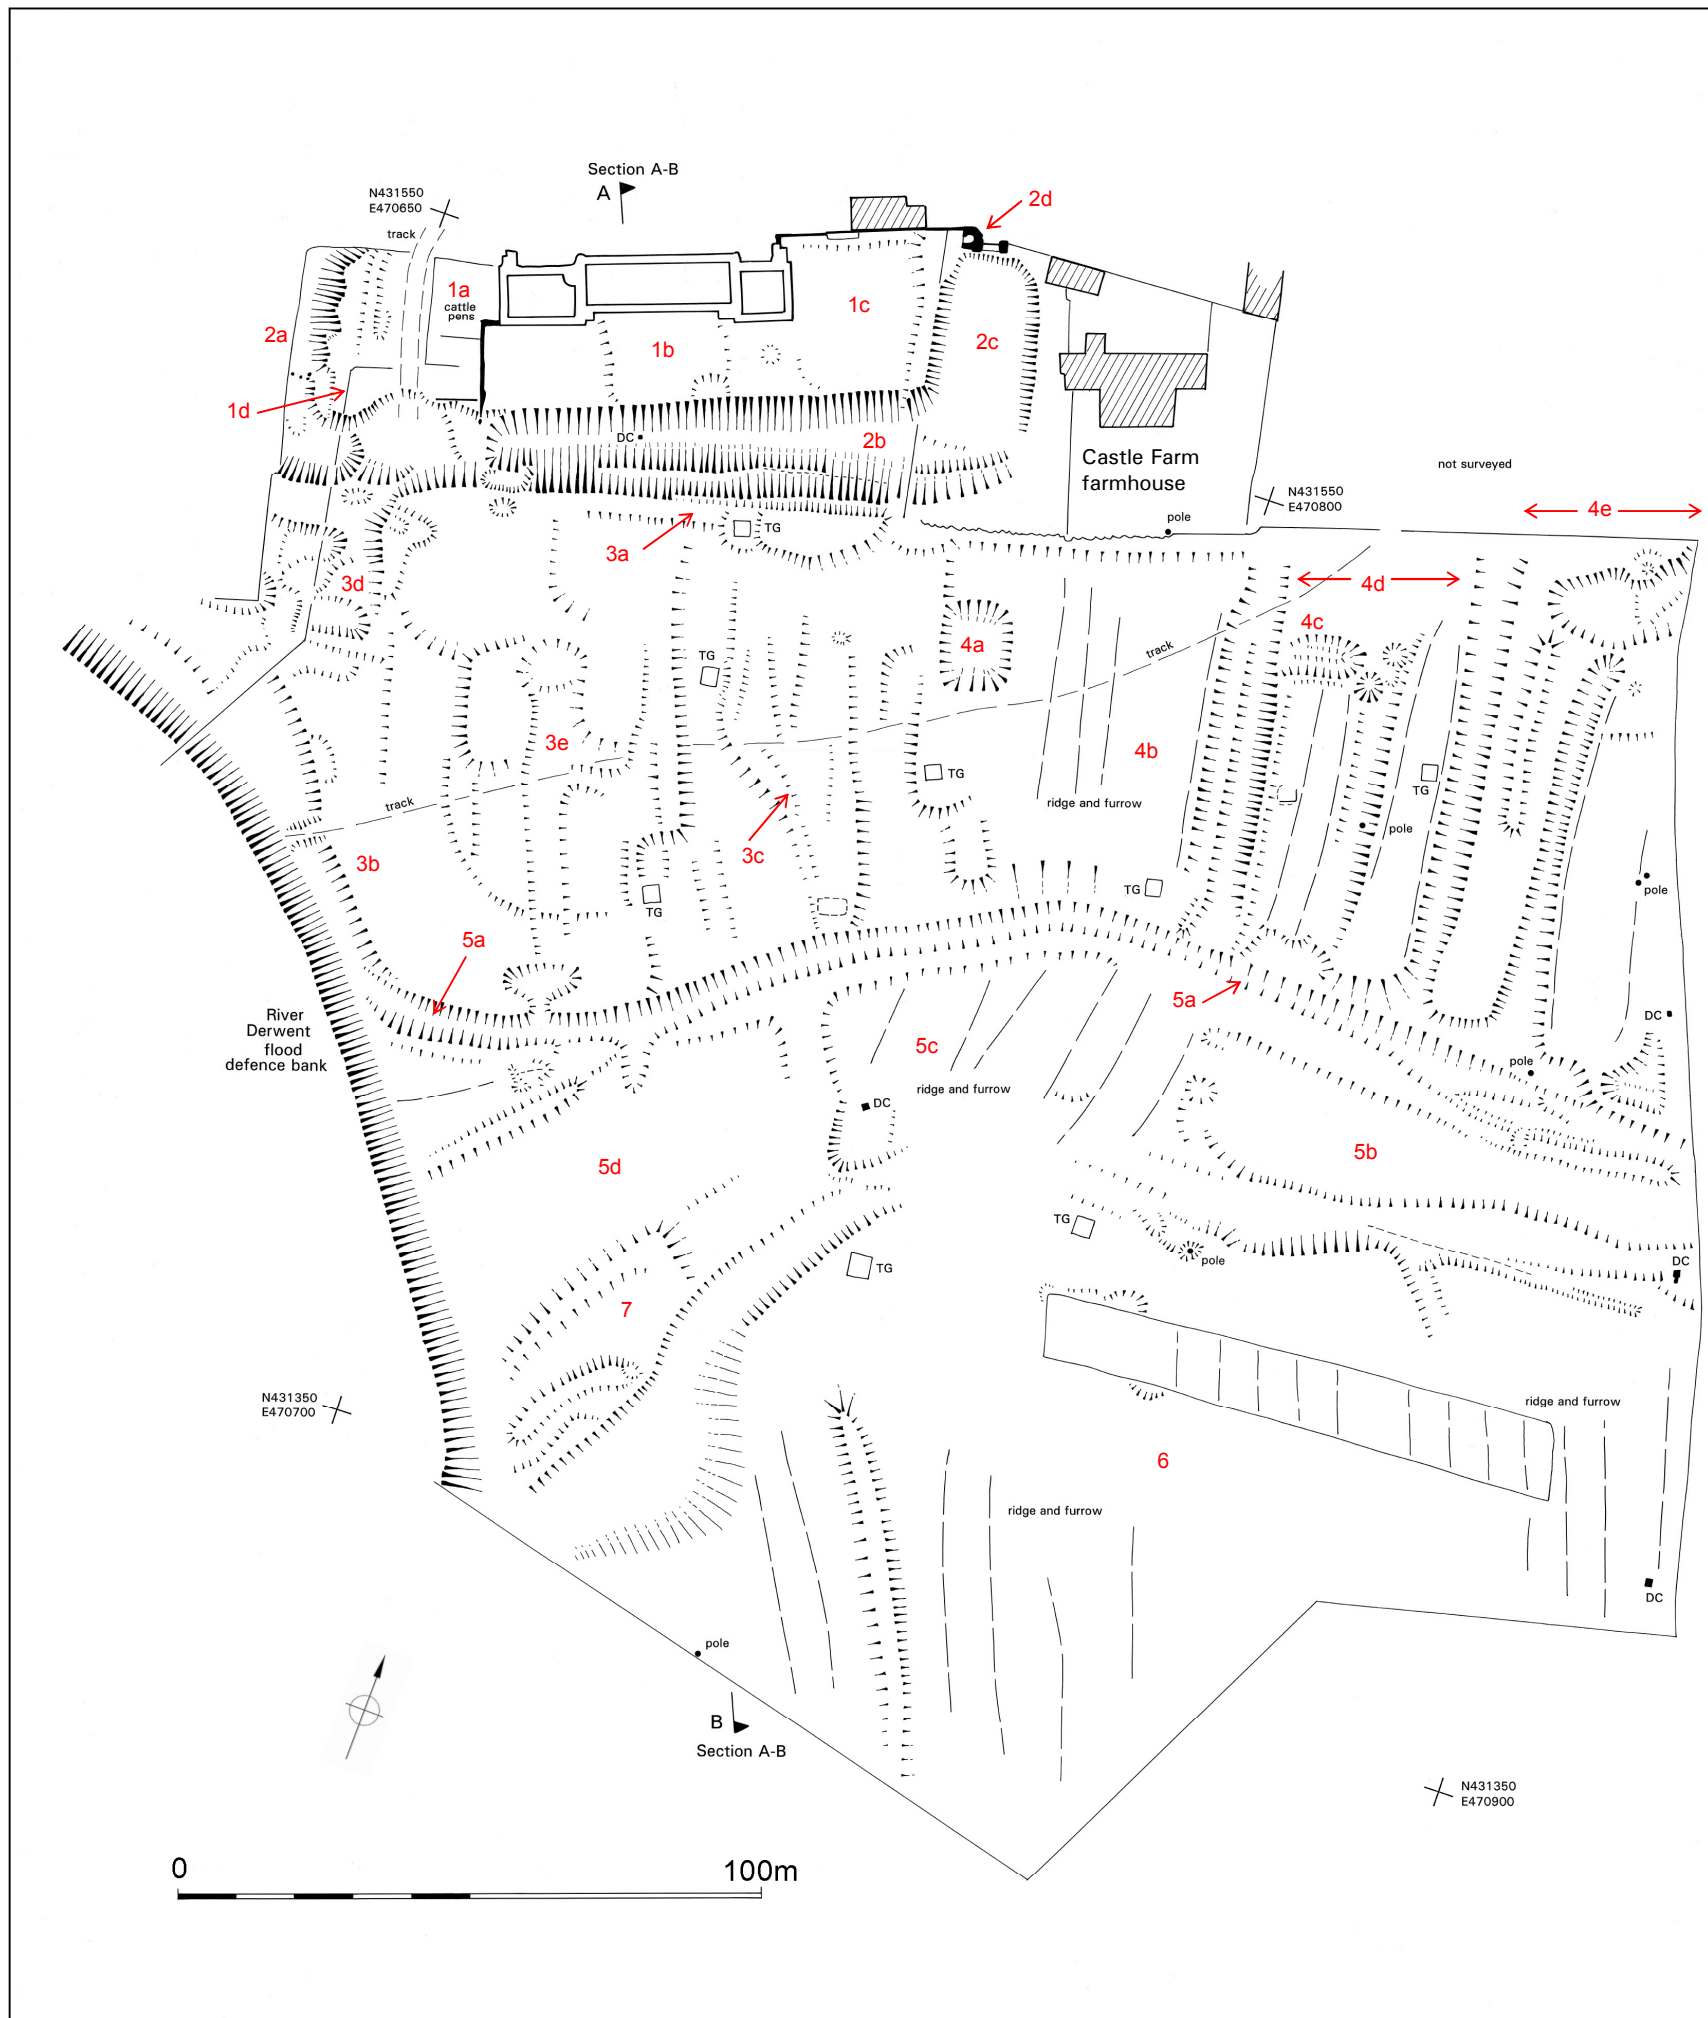 Section A-B
A
N431550
E470650
track
2d
1a
cattle
pens
1c
2a
1b
2c
1d
DC
2b
Castle Farm
farmhouse
not surveyed
N431550
E470800
4e
pole
TG
3a
3d
4d
4c
4a
TG
track
3e
4b
TG
TG
track
ridge and furrow
pole
3b
3c
TG
pole
TG
5a
5a
River
Derwent
flood
defence bank
DC
5c
pole
ridge and furrow
DC
5b
5d
TG
pole
DC
TG
7
N431350
E470700
ridge and furrow
6
ridge and furrow
DC
pole
B
Section A-B
N431350
E470900
0
100m